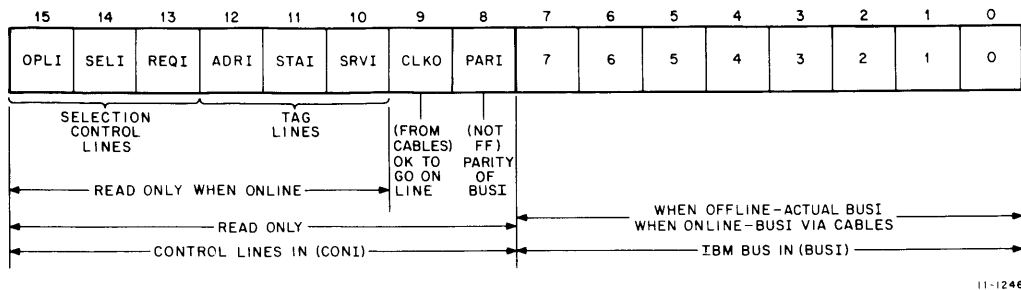 15 14 13 12 11 10 9 8 7 6 5 4 3 2 1 0
OPLI SELI REQI ADRI STAI SRVI CLKO PARI 7 6 5 4 3 2 1 0
SELECTION
CONTROL
LINES
TAG
LINES
(FROM
CABLES)
OK TO
GO ON
LINE
(NOT
FF)
PARITY
OF
BUSI
READ ONLY WHEN ONLINE
READ ONLY
WHEN OFFLINE-ACTUAL BUSI
WHEN ONLINE-BUSI VIA CABLES
CONTROL LINES IN (CONI)
IBM BUS IN (BUSI)
11-1246